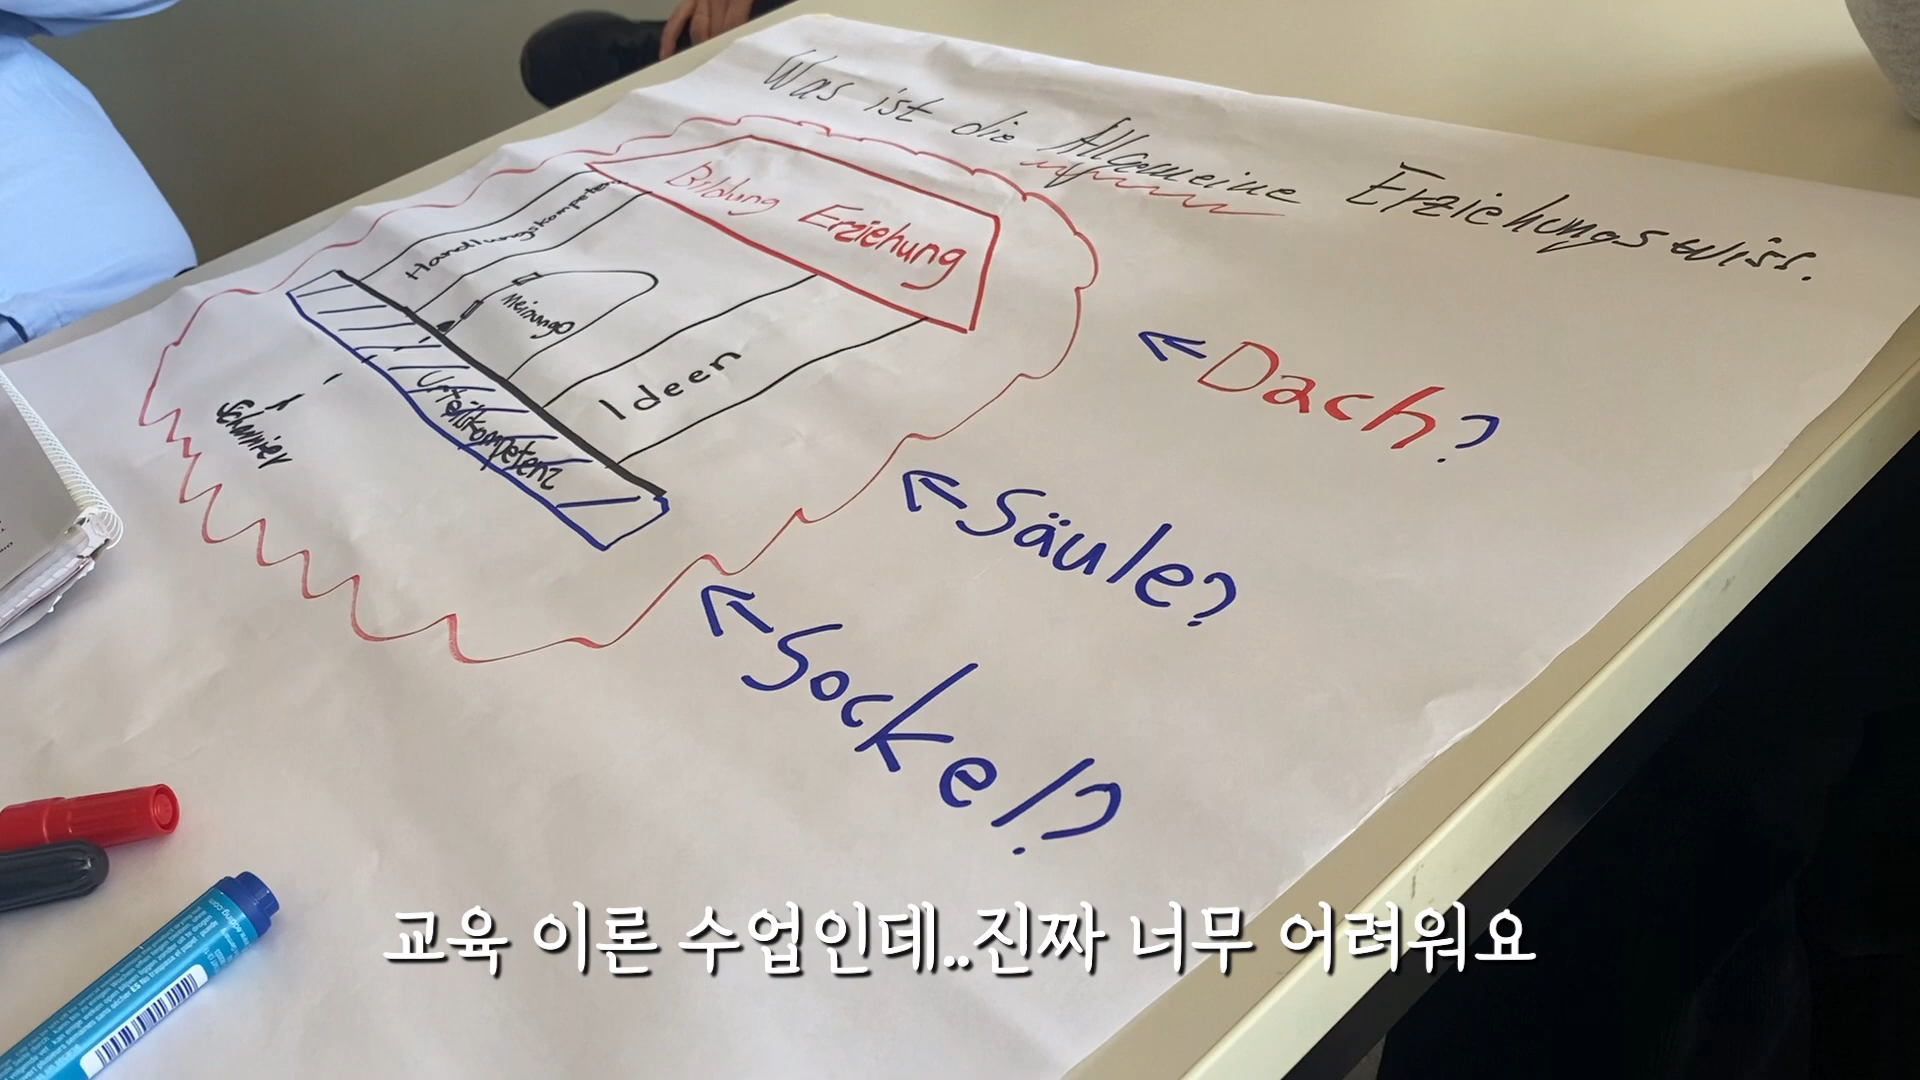 Was ist die Allgemeine Erziehungswiss.
Bildung Erziehung
Handlungskompetenz
Meinung
Ideen
Urteilskompetenz
Scharnier
←Dach?
←Säule?
←Sockel?
교육 이론 수업인데..진짜 너무 어려워요